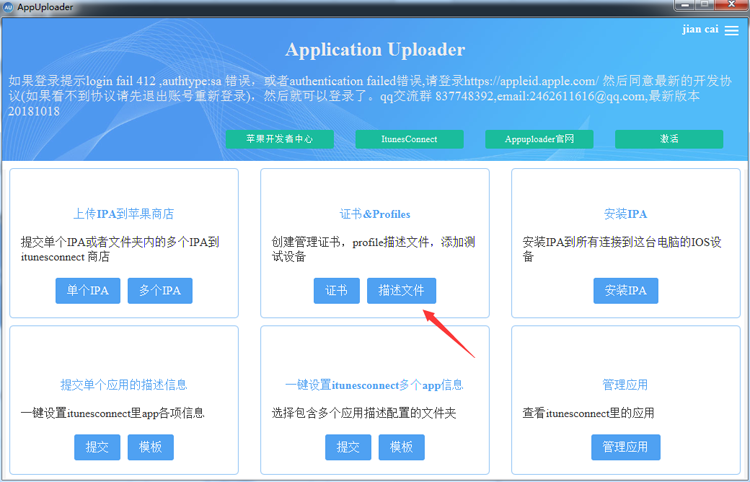 AU AppUploader
jian cai
Application Uploader
如果登录提示login fail 412 ,authtype:sa 错误，或者authentication failed错误,请登录https://appleid.apple.com/ 然后同意最新的开发协
议(如果看不到协议请先退出账号重新登录)，然后就可以登录了。qq交流群 837748392,email:2462611616@qq.com,最新版本
20181018
苹果开发者中心 ItunesConnect Appuploader官网 激活
上传IPA到苹果商店
提交单个IPA或者文件夹内的多个IPA到
itunesconnect 商店
单个IPA 多个IPA
证书&Profiles
创建管理证书，profile描述文件，添加测
试设备
证书 描述文件
安装IPA
安装IPA到所有连接到这台电脑的IOS设
备
安装IPA
提交单个应用的描述信息
一键设置itunesconnect里app各项信息
提交 模板
一键设置itunesconnect多个app信息
选择包含多个应用描述配置的文件夹
提交 模板
管理应用
查看itunesconnect里的应用
管理应用